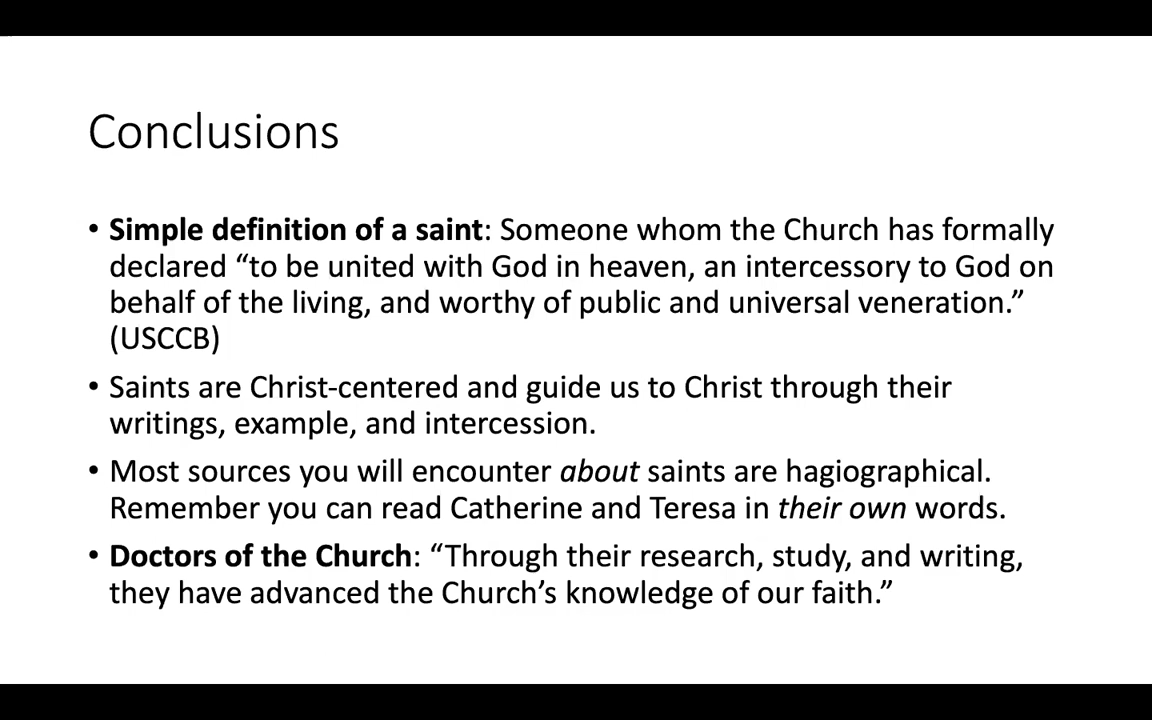 Conclusions
• Simple definition of a saint: Someone whom the Church has formally
declared “to be united with God in heaven, an intercessory to God on
behalf of the living, and worthy of public and universal veneration.”
(USCCB)
• Saints are Christ-centered and guide us to Christ through their
writings, example, and intercession.
• Most sources you will encounter about saints are hagiographical.
Remember you can read Catherine and Teresa in their own words.
• Doctors of the Church: “Through their research, study, and writing,
they have advanced the Church’s knowledge of our faith.”